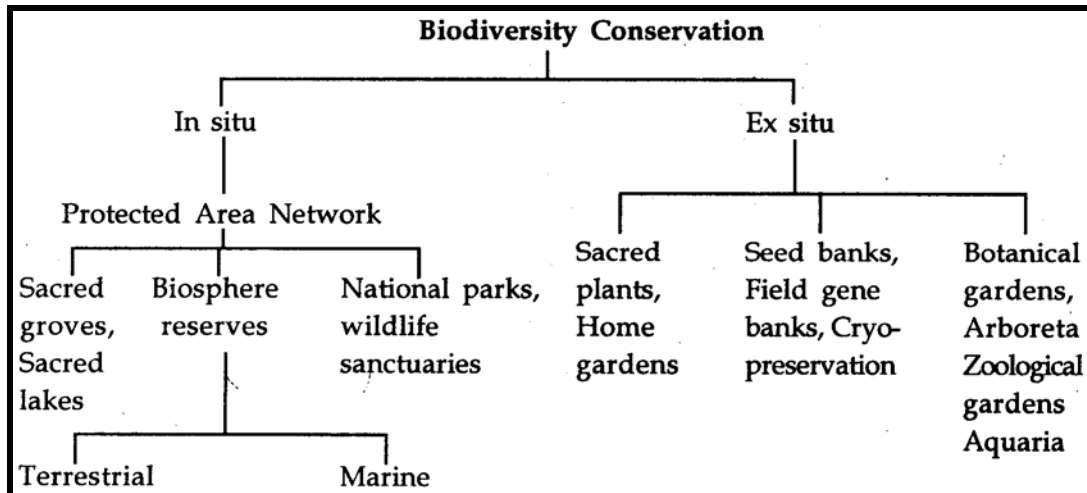 Biodiversity Conservation
In situ
Ex situ
Protected Area Network
Sacred
groves,
Sacred
lakes
Biosphere
reserves
National parks,
wildlife
sanctuaries
Terrestrial
Marine
Sacred
plants,
Home
gardens
Seed banks,
Field gene
banks, Cryo-
preservation
Botanical
gardens,
Arboreta
Zoological
gardens
Aquaria